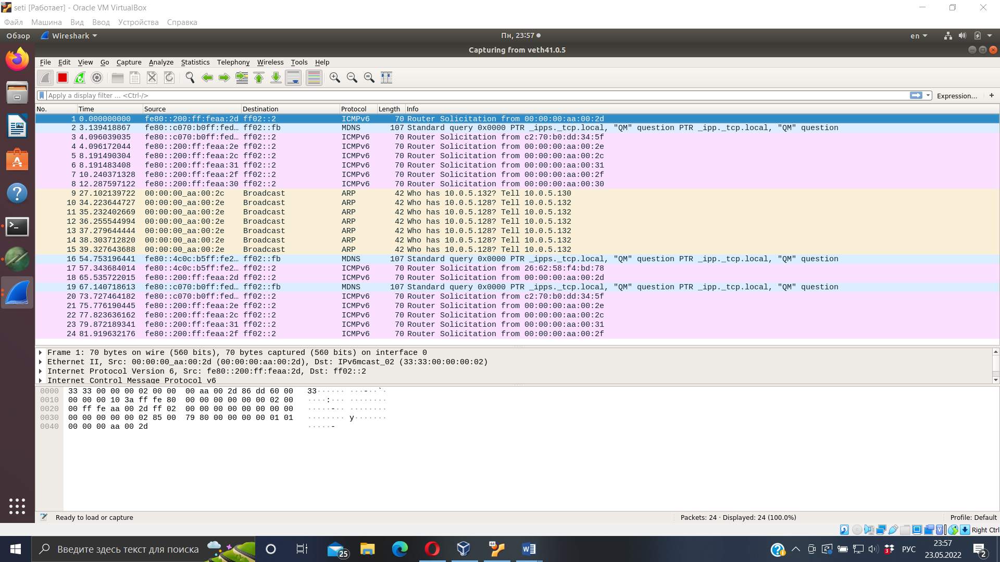 seti [Работает] - Oracle VM VirtualBox
Файл Машина Вид Ввод Устройства Справка
Обзор Wireshark Пн, 23:57 en
Capturing from veth41.0.5
File Edit View Go Capture Analyze Statistics Telephony Wireless Tools Help
Apply a display filter ... <Ctrl-/> Expression... +
No. Time Source Destination Protocol Length Info
1 0.000000000 fe80::200:ff:feaa:2d ff02::2 ICMPv6 70 Router Solicitation from 00:00:00:aa:00:2d
2 3.139418867 fe80::c070:b0ff:fed… ff02::fb MDNS 107 Standard query 0x0000 PTR _ipps._tcp.local, "QM" question PTR _ipp._tcp.local, "QM" question
3 4.096039035 fe80::c070:b0ff:fed… ff02::2 ICMPv6 70 Router Solicitation from c2:70:b0:dd:34:5f
4 4.096172044 fe80::200:ff:feaa:2e ff02::2 ICMPv6 70 Router Solicitation from 00:00:00:aa:00:2e
5 8.191490304 fe80::200:ff:feaa:2c ff02::2 ICMPv6 70 Router Solicitation from 00:00:00:aa:00:2c
6 8.191483408 fe80::200:ff:feaa:31 ff02::2 ICMPv6 70 Router Solicitation from 00:00:00:aa:00:31
7 10.240371328 fe80::200:ff:feaa:2f ff02::2 ICMPv6 70 Router Solicitation from 00:00:00:aa:00:2f
8 12.287597122 fe80::200:ff:feaa:30 ff02::2 ICMPv6 70 Router Solicitation from 00:00:00:aa:00:30
9 27.102139722 00:00:00_aa:00:2c Broadcast ARP 42 Who has 10.0.5.132? Tell 10.0.5.130
10 34.223644727 00:00:00_aa:00:2e Broadcast ARP 42 Who has 10.0.5.128? Tell 10.0.5.132
11 35.232402669 00:00:00_aa:00:2e Broadcast ARP 42 Who has 10.0.5.128? Tell 10.0.5.132
12 36.255544994 00:00:00_aa:00:2e Broadcast ARP 42 Who has 10.0.5.128? Tell 10.0.5.132
13 37.279644444 00:00:00_aa:00:2e Broadcast ARP 42 Who has 10.0.5.128? Tell 10.0.5.132
14 38.303712820 00:00:00_aa:00:2e Broadcast ARP 42 Who has 10.0.5.128? Tell 10.0.5.132
15 39.327643688 00:00:00_aa:00:2e Broadcast ARP 42 Who has 10.0.5.128? Tell 10.0.5.132
16 54.753196441 fe80::4c0c:b5ff:fe2… ff02::fb MDNS 107 Standard query 0x0000 PTR _ipps._tcp.local, "QM" question PTR _ipp._tcp.local, "QM" question
17 57.343684014 fe80::4c0c:b5ff:fe2… ff02::2 ICMPv6 70 Router Solicitation from 26:62:58:f4:bd:78
18 65.535722015 fe80::200:ff:feaa:2d ff02::2 ICMPv6 70 Router Solicitation from 00:00:00:aa:00:2d
19 67.140718613 fe80::c070:b0ff:fed… ff02::fb MDNS 107 Standard query 0x0000 PTR _ipps._tcp.local, "QM" question PTR _ipp._tcp.local, "QM" question
20 73.727464182 fe80::c070:b0ff:fed… ff02::2 ICMPv6 70 Router Solicitation from c2:70:b0:dd:34:5f
21 75.776190445 fe80::200:ff:feaa:2e ff02::2 ICMPv6 70 Router Solicitation from 00:00:00:aa:00:2e
22 77.823636162 fe80::200:ff:feaa:2c ff02::2 ICMPv6 70 Router Solicitation from 00:00:00:aa:00:2c
23 79.872189341 fe80::200:ff:feaa:31 ff02::2 ICMPv6 70 Router Solicitation from 00:00:00:aa:00:31
24 81.919632176 fe80::200:ff:feaa:2f ff02::2 ICMPv6 70 Router Solicitation from 00:00:00:aa:00:2f
Frame 1: 70 bytes on wire (560 bits), 70 bytes captured (560 bits) on interface 0
Ethernet II, Src: 00:00:00_aa:00:2d (00:00:00:aa:00:2d), Dst: IPv6mcast_02 (33:33:00:00:00:02)
Internet Protocol Version 6, Src: fe80::200:ff:feaa:2d, Dst: ff02::2
Internet Control Message Protocol v6
0000 33 33 00 00 00 02 00 00 00 aa 00 2d 86 dd 60 00 33······ ···-··`·
0010 00 00 00 10 3a ff fe 80 00 00 00 00 00 00 02 00 ····:··· ········
0020 00 ff fe aa 00 2d ff 02 00 00 00 00 00 00 00 00 ·····-·· ········
0030 00 00 00 00 00 02 85 00 79 80 00 00 00 00 01 01 ········ y·······
0040 00 00 00 aa 00 2d ·····-
Ready to load or capture Packets: 24 · Displayed: 24 (100.0%) Profile: Default
Right Ctrl
Введите здесь текст для поиска 25 64 3 РУС 23:57
23.05.2022 2